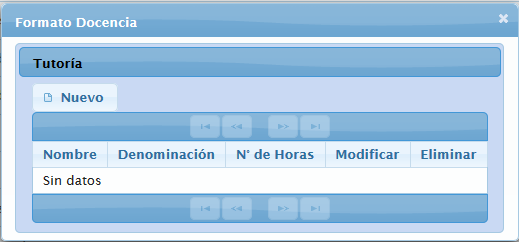 Formato Docencia
Tutoría
Nuevo
Nombre Denominación N° de Horas Modificar Eliminar
Sin datos